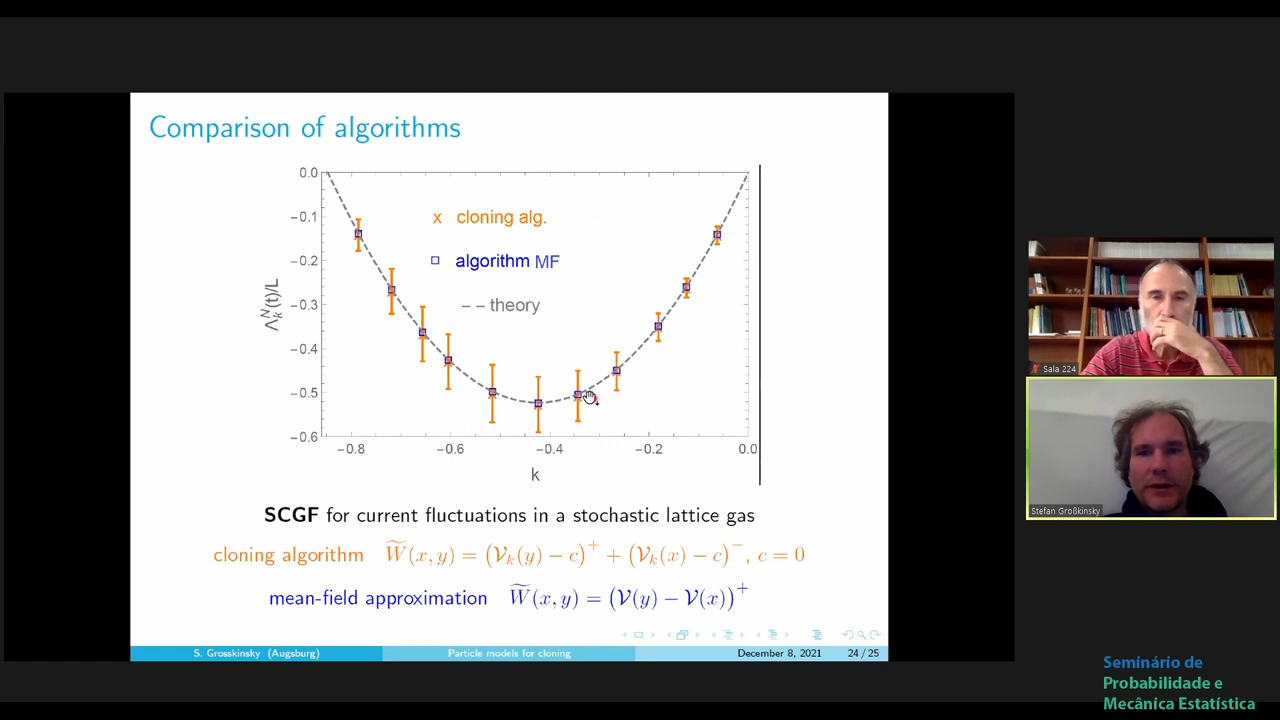 Comparison of algorithms
0.0
−0.1
−0.2
−0.3
−0.4
−0.5
−0.6
Λ_k^N(t)/L
x cloning alg.
algorithm MF
−− theory
−0.8 −0.6 −0.4 −0.2 0.0
k
SCGF for current fluctuations in a stochastic lattice gas
cloning algorithm W̃(x, y) = (𝒱_k(y) − c)^+ + (𝒱_k(x) − c)^−, c = 0
mean-field approximation W̃(x, y) = (𝒱(y) − 𝒱(x))^+
S. Grosskinsky (Augsburg) Particle models for cloning December 8, 2021 24 / 25
Sala 224
Stefan Großkinsky
Seminário de
Probabilidade e
Mecânica Estatística